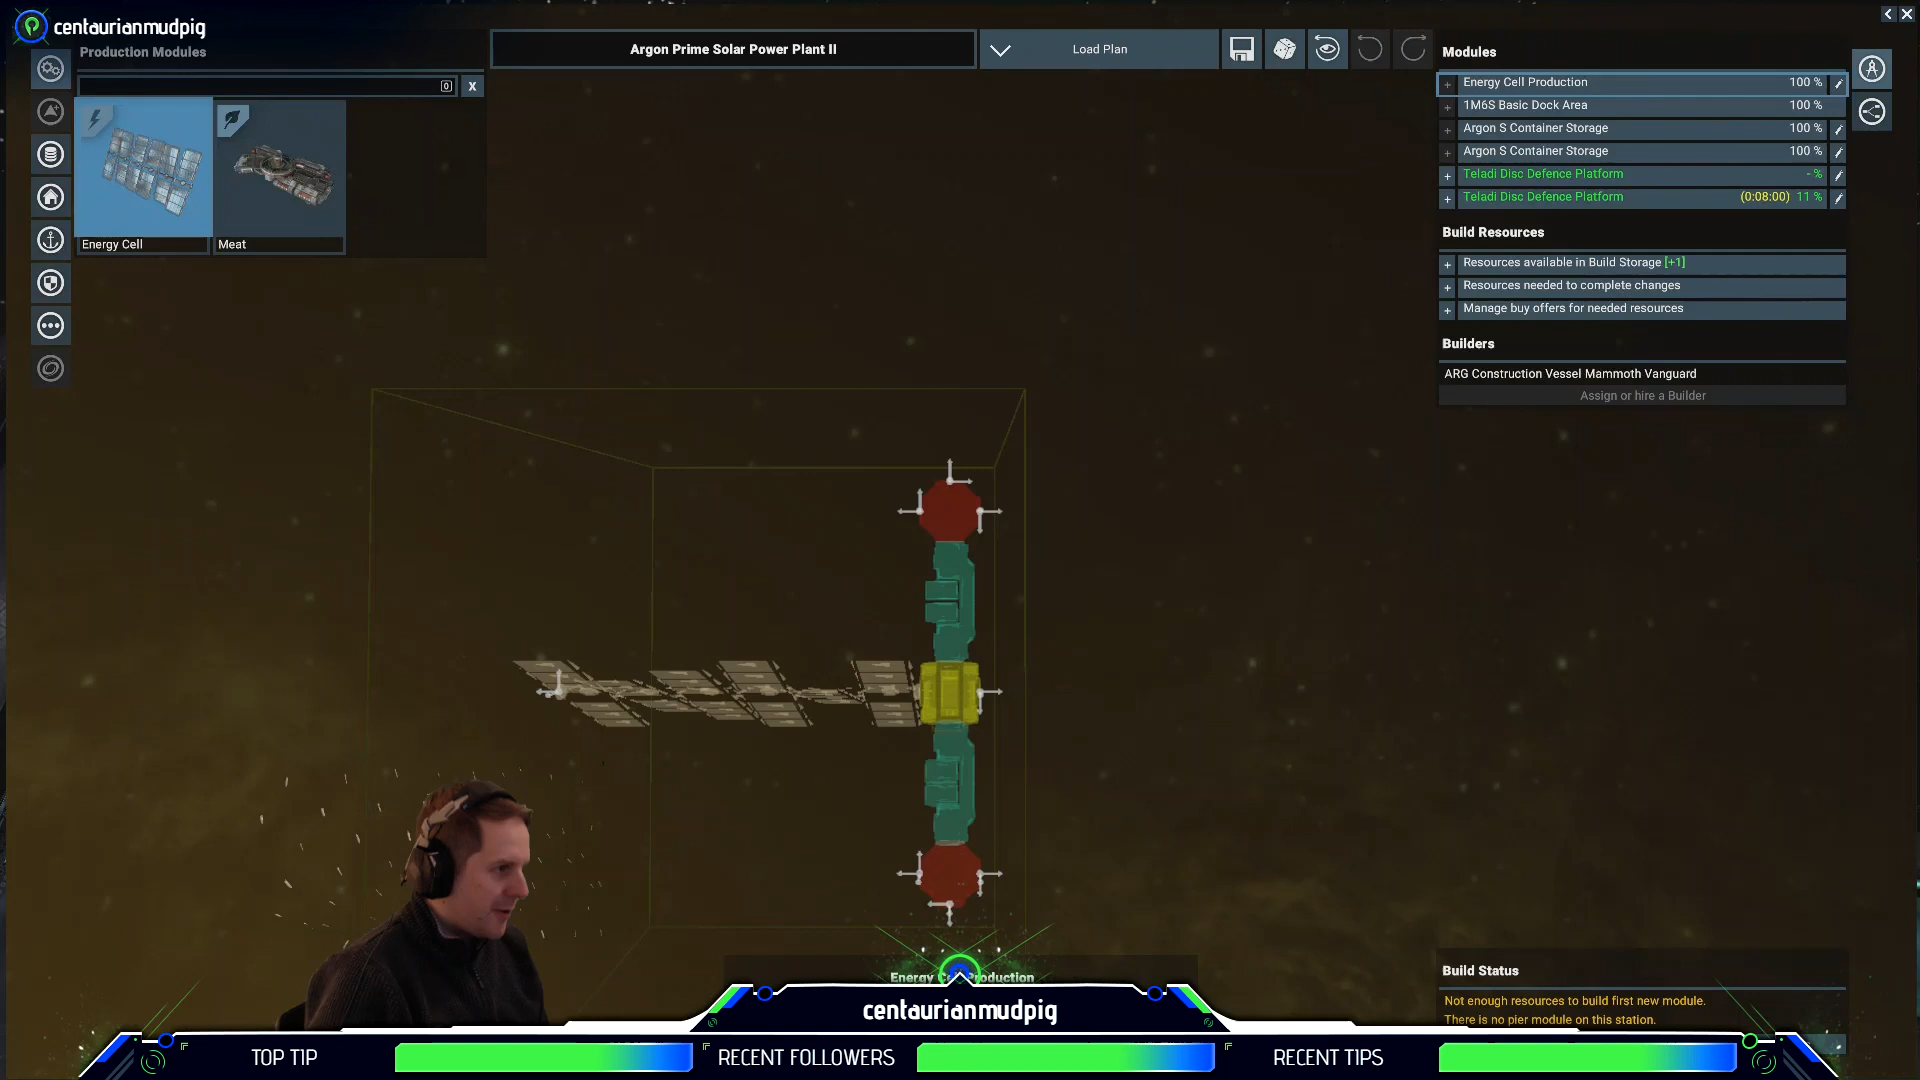 centaurianmudpig
Production Modules
0
X
Energy Cell
Meat
Argon Prime Solar Power Plant II
Load Plan
Modules
Energy Cell Production 100 %
1M6S Basic Dock Area 100 %
Argon S Container Storage 100 %
Argon S Container Storage 100 %
Teladi Disc Defence Platform - %
Teladi Disc Defence Platform (0:08:00) 11 %
Build Resources
Resources available in Build Storage [+1]
Resources needed to complete changes
Manage buy offers for needed resources
Builders
ARG Construction Vessel Mammoth Vanguard
Assign or hire a Builder
Energy Cell Production
Build Status
Not enough resources to build first new module.
There is no pier module on this station.
centaurianmudpig
TOP TIP
RECENT FOLLOWERS
RECENT TIPS